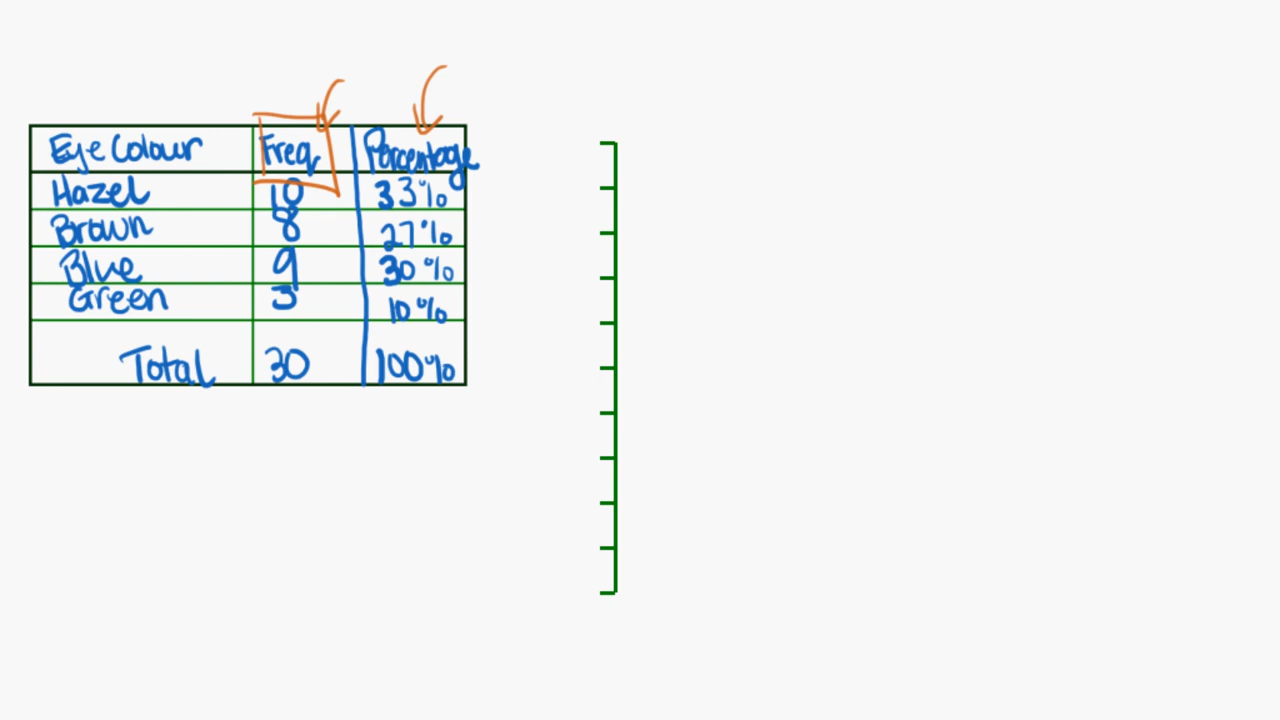 Eye Colour Freq Percentage
Hazel 10 33%
Brown 8 27%
Blue 9 30%
Green 3 10%
Total 30 100%